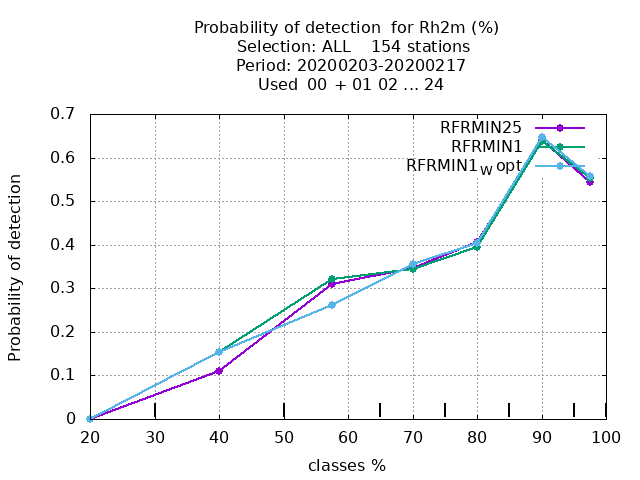 Probability of detection  for Rh2m (%)
Selection: ALL    154 stations
Period: 20200203-20200217
Used  00  + 01 02 ... 24
0.7
0.6
0.5
0.4
0.3
0.2
0.1
0
Probability of detection
RFRMIN25
RFRMIN1
RFRMIN1w opt
20 30 40 50 60 70 80 90 100
classes %